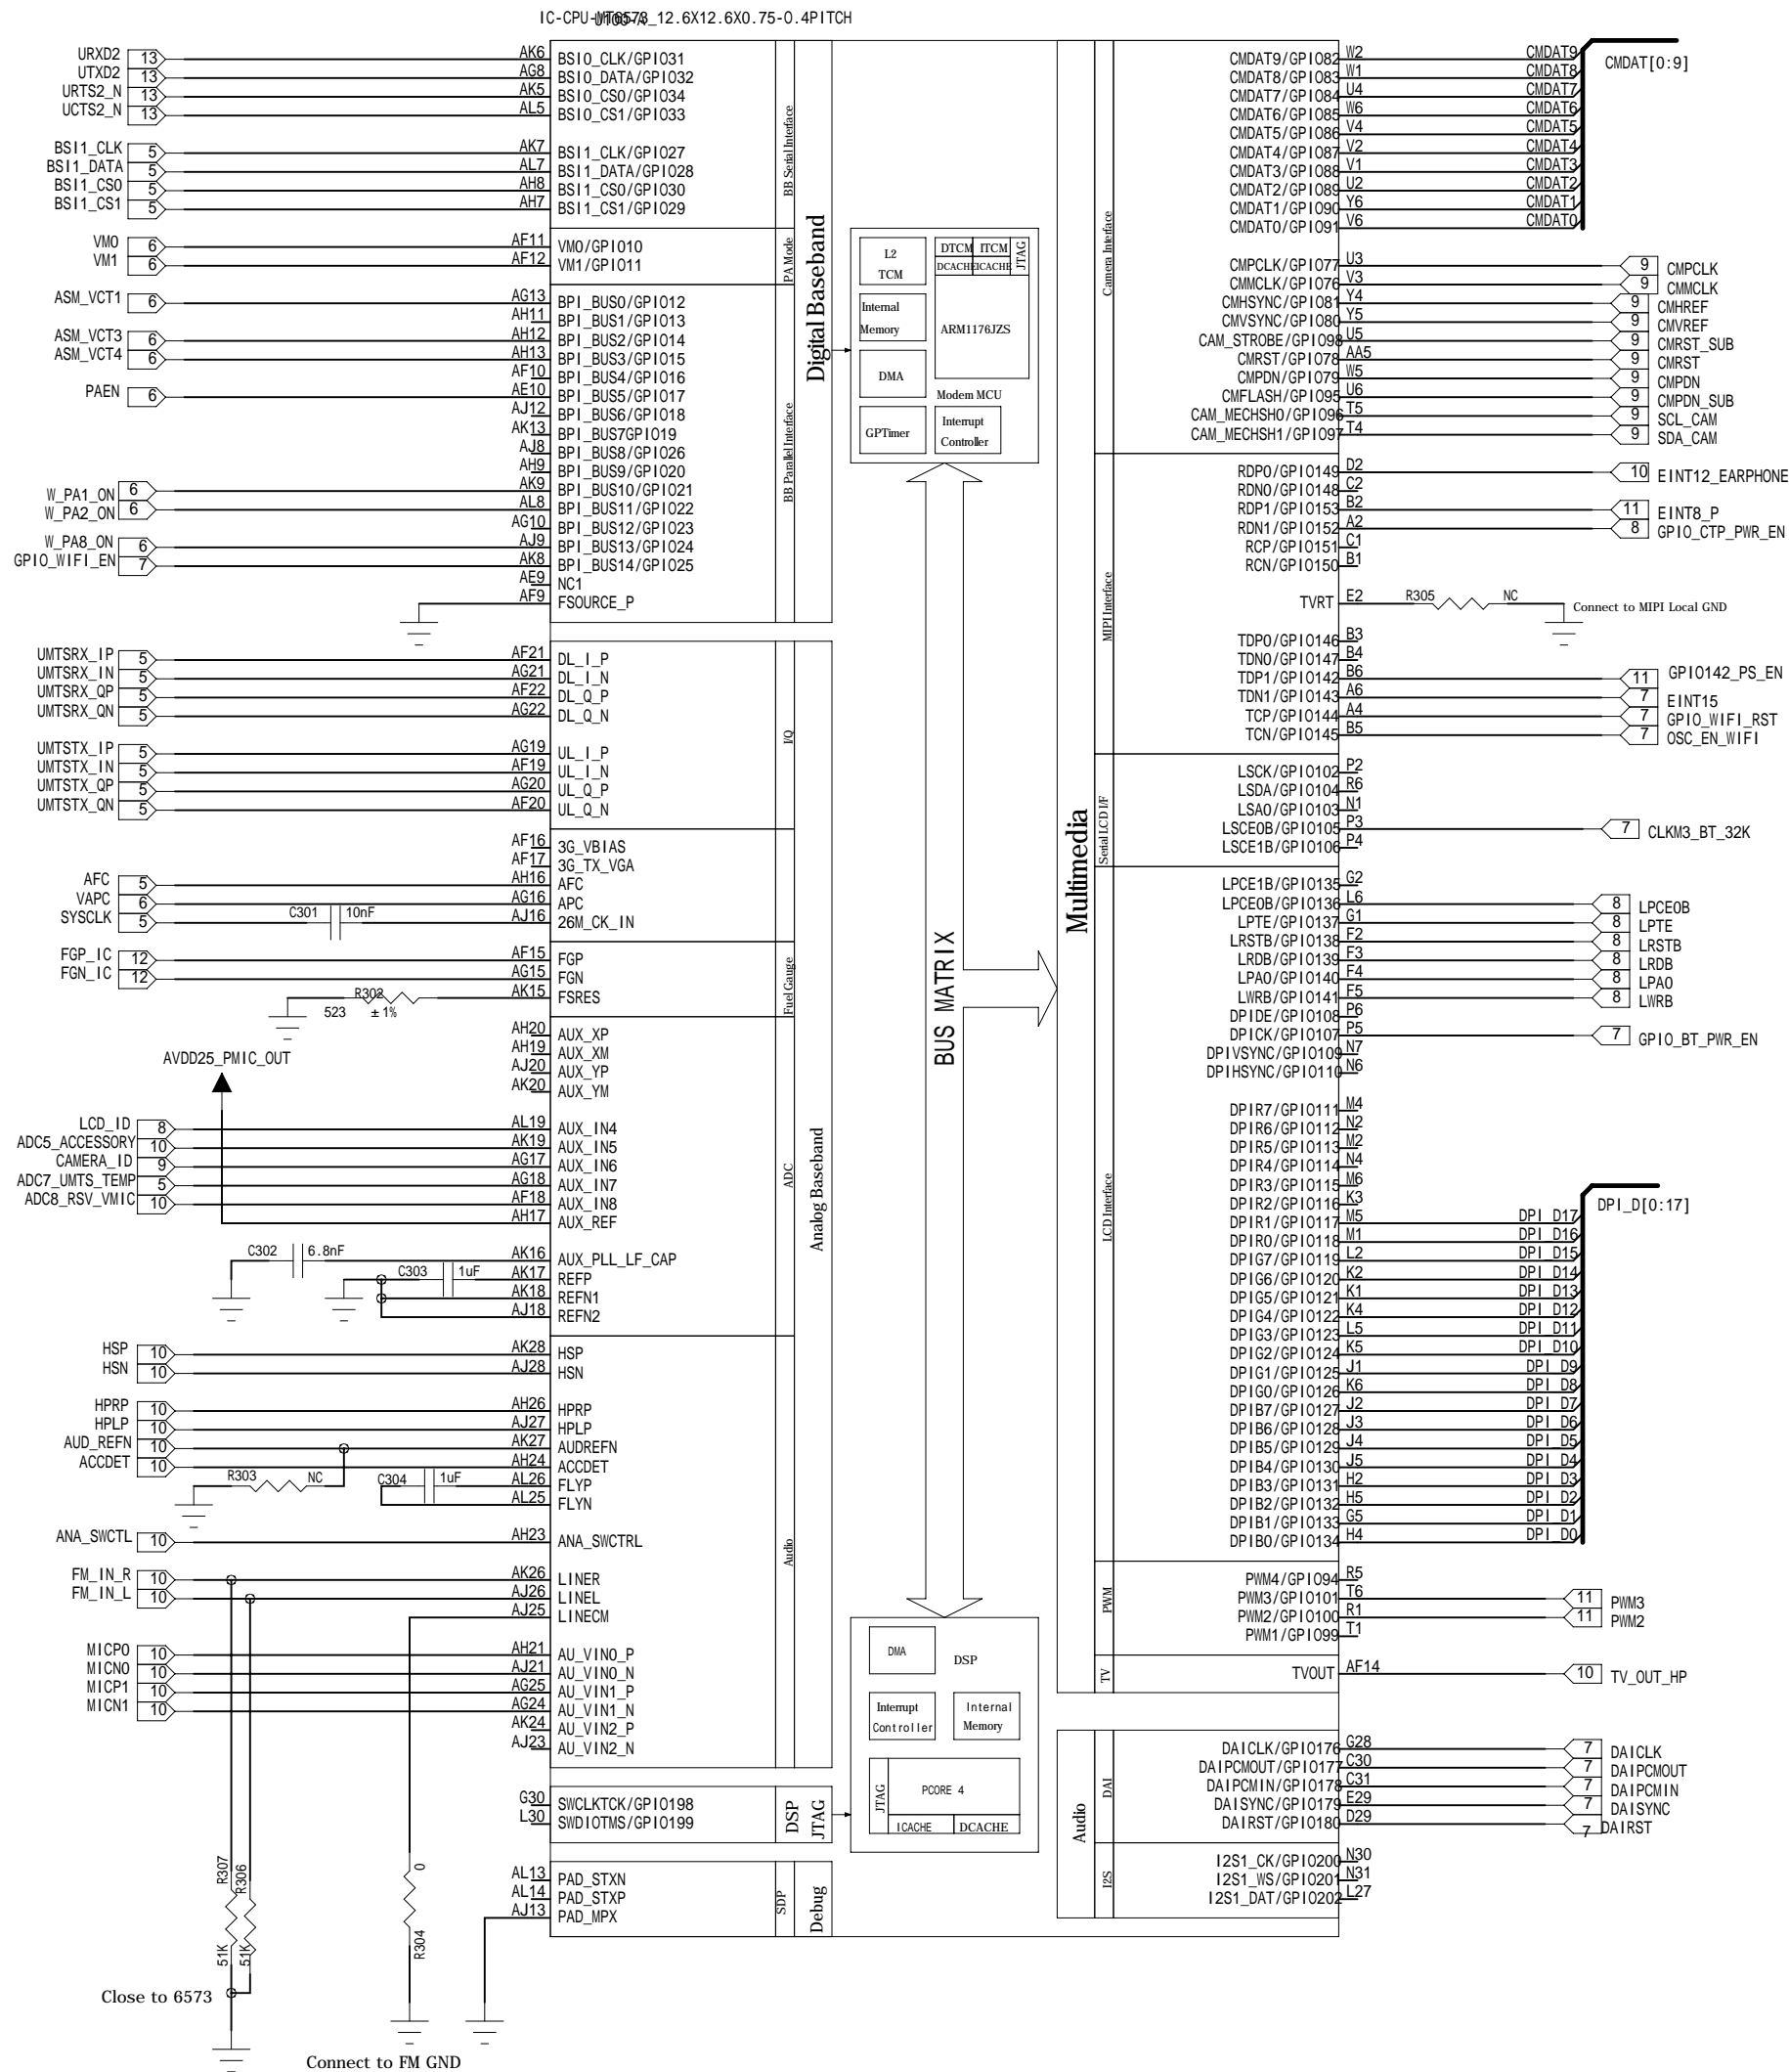 IC-CPU-MT6573_12.6X12.6X0.75-0.4PITCH
URXD2 13 AK6 BSI0_CLK/GPIO31
UTXD2 13 AG8 BSI0_DATA/GPIO32
URTS2_N 13 AK5 BSI0_CS0/GPIO34
UCTS2_N 13 AL5 BSI0_CS1/GPIO33
BSI1_CLK 5 AK7 BSI1_CLK/GPIO27
BSI1_DATA 5 AL7 BSI1_DATA/GPIO28
BSI1_CS0 5 AH8 BSI1_CS0/GPIO30
BSI1_CS1 5 AH7 BSI1_CS1/GPIO29
BB Serial Interface
VM0 6 AF11 VM0/GPIO10
VM1 6 AF12 VM1/GPIO11
PA Mode
ASM_VCT1 6 AG13 BPI_BUS0/GPIO12
AH11 BPI_BUS1/GPIO13
ASM_VCT3 6 AH12 BPI_BUS2/GPIO14
ASM_VCT4 6 AH13 BPI_BUS3/GPIO15
AF10 BPI_BUS4/GPIO16
PAEN 6 AE10 BPI_BUS5/GPIO17
AJ12 BPI_BUS6/GPIO18
AK13 BPI_BUS7GPIO19
AJ8 BPI_BUS8/GPIO26
AH9 BPI_BUS9/GPIO20
W_PA1_ON 6 AK9 BPI_BUS10/GPIO21
W_PA2_ON 6 AL8 BPI_BUS11/GPIO22
AG10 BPI_BUS12/GPIO23
W_PA8_ON 6 AJ9 BPI_BUS13/GPIO24
GPIO_WIFI_EN 7 AK8 BPI_BUS14/GPIO25
AE9 NC1
AF9 FSOURCE_P
BB Parallel Interface
Digital Baseband
UMTSRX_IP 5 AF21 DL_I_P
UMTSRX_IN 5 AG21 DL_I_N
UMTSRX_QP 5 AF22 DL_Q_P
UMTSRX_QN 5 AG22 DL_Q_N
UMTSTX_IP 5 AG19 UL_I_P
UMTSTX_IN 5 AF19 UL_I_N
UMTSTX_QP 5 AG20 UL_Q_P
UMTSTX_QN 5 AF20 UL_Q_N
I/Q
AF16 3G_VBIAS
AF17 3G_TX_VGA
AFC 5 AH16 AFC
VAPC 6 AG16 APC
SYSCLK 5 C301 10nF AJ16 26M_CK_IN
FGP_IC 12 AF15 FGP
FGN_IC 12 AG15 FGN
R302 523 ±1% AK15 FSRES
Fuel Gauge
AH20 AUX_XP
AH19 AUX_XM
AJ20 AUX_YP
AK20 AUX_YM
AVDD25_PMIC_OUT
LCD_ID 8 AL19 AUX_IN4
ADC5_ACCESSORY 10 AK19 AUX_IN5
CAMERA_ID 9 AG17 AUX_IN6
ADC7_UMTS_TEMP 5 AG18 AUX_IN7
ADC8_RSV_VMIC 10 AF18 AUX_IN8
AH17 AUX_REF
C302 6.8nF AK16 AUX_PLL_LF_CAP
C303 1uF AK17 REFP
AK18 REFN1
AJ18 REFN2
ADC
Analog Baseband
HSP 10 AK28 HSP
HSN 10 AJ28 HSN
HPRP 10 AH26 HPRP
HPLP 10 AJ27 HPLP
AUD_REFN 10 AK27 AUDREFN
ACCDET 10 AH24 ACCDET
R303 NC C304 1uF AL26 FLYP
AL25 FLYN
ANA_SWCTL 10 AH23 ANA_SWCTRL
FM_IN_R 10 AK26 LINER
FM_IN_L 10 AJ26 LINEL
AJ25 LINECM
MICP0 10 AH21 AU_VIN0_P
MICN0 10 AJ21 AU_VIN0_N
MICP1 10 AG25 AU_VIN1_P
MICN1 10 AG24 AU_VIN1_N
AK24 AU_VIN2_P
AJ23 AU_VIN2_N
Audio
G30 SWCLKTCK/GPIO198
L30 SWDIOTMS/GPIO199
DSP JTAG
AL13 PAD_STXN
AL14 PAD_STXP
AJ13 PAD_MPX
SDP
Debug
R307 51K
R306 51K
R304 0
Close to 6573
Connect to FM GND
L2 TCM
DTCM ITCM
DCACHE ICACHE
JTAG
Internal Memory
ARM1176JZS
DMA
Modem MCU
GPTimer
Interrupt Controller
BUS MATRIX
DMA
DSP
Interrupt Controller
Internal Memory
JTAG
PCORE 4
ICACHE DCACHE
Multimedia
CMDAT9/GPIO82 W2 CMDAT9
CMDAT8/GPIO83 W1 CMDAT8
CMDAT7/GPIO84 U4 CMDAT7
CMDAT6/GPIO85 W6 CMDAT6
CMDAT5/GPIO86 V4 CMDAT5
CMDAT4/GPIO87 V2 CMDAT4
CMDAT3/GPIO88 V1 CMDAT3
CMDAT2/GPIO89 U2 CMDAT2
CMDAT1/GPIO90 Y6 CMDAT1
CMDAT0/GPIO91 V6 CMDAT0
CMDAT[0:9]
Camera Interface
CMPCLK/GPIO77 U3 9 CMPCLK
CMMCLK/GPIO76 V3 9 CMMCLK
CMHSYNC/GPIO81 Y4 9 CMHREF
CMVSYNC/GPIO80 Y5 9 CMVREF
CAM_STROBE/GPIO98 U5 9 CMRST_SUB
CMRST/GPIO78 AA5 9 CMRST
CMPDN/GPIO79 W5 9 CMPDN
CMFLASH/GPIO95 U6 9 CMPDN_SUB
CAM_MECHSH0/GPIO96 T5 9 SCL_CAM
CAM_MECHSH1/GPIO97 T4 9 SDA_CAM
RDP0/GPIO149 D2 10 EINT12_EARPHONE
RDN0/GPIO148 C2
RDP1/GPIO153 B2 11 EINT8_P
RDN1/GPIO152 A2 8 GPIO_CTP_PWR_EN
RCP/GPIO151 C1
RCN/GPIO150 B1
TVRT E2 R305 NC Connect to MIPI Local GND
MIPI Interface
TDP0/GPIO146 B3
TDN0/GPIO147 B4
TDP1/GPIO142 B6 11 GPIO142_PS_EN
TDN1/GPIO143 A6 7 EINT15
TCP/GPIO144 A4 7 GPIO_WIFI_RST
TCN/GPIO145 B5 7 OSC_EN_WIFI
LSCK/GPIO102 P2
LSDA/GPIO104 R6
LSA0/GPIO103 N1
LSCE0B/GPIO105 P3 7 CLKM3_BT_32K
LSCE1B/GPIO106 P4
Serial LCD I/F
LPCE1B/GPIO135 G2
LPCE0B/GPIO136 L6 8 LPCE0B
LPTE/GPIO137 G1 8 LPTE
LRSTB/GPIO138 F2 8 LRSTB
LRDB/GPIO139 F3 8 LRDB
LPA0/GPIO140 F4 8 LPA0
LWRB/GPIO141 F5 8 LWRB
DPIDE/GPIO108 P6
DPICK/GPIO107 P5 7 GPIO_BT_PWR_EN
DPIVSYNC/GPIO109 N7
DPIHSYNC/GPIO110 N6
DPIR7/GPIO111 M4
DPIR6/GPIO112 N2
DPIR5/GPIO113 M2
DPIR4/GPIO114 N4
DPIR3/GPIO115 M6
DPIR2/GPIO116 K3
DPIR1/GPIO117 M5 DPI_D17
DPIR0/GPIO118 M1 DPI_D16
DPIG7/GPIO119 L2 DPI_D15
DPIG6/GPIO120 K2 DPI_D14
DPIG5/GPIO121 K1 DPI_D13
DPIG4/GPIO122 K4 DPI_D12
DPIG3/GPIO123 L5 DPI_D11
DPIG2/GPIO124 K5 DPI_D10
DPIG1/GPIO125 J1 DPI_D9
DPIG0/GPIO126 K6 DPI_D8
DPIB7/GPIO127 J2 DPI_D7
DPIB6/GPIO128 J3 DPI_D6
DPIB5/GPIO129 J4 DPI_D5
DPIB4/GPIO130 J5 DPI_D4
DPIB3/GPIO131 H2 DPI_D3
DPIB2/GPIO132 H5 DPI_D2
DPIB1/GPIO133 G5 DPI_D1
DPIB0/GPIO134 H4 DPI_D0
DPI_D[0:17]
LCD Interface
PWM4/GPIO94 R5
PWM3/GPIO101 T6 11 PWM3
PWM2/GPIO100 R1 11 PWM2
PWM1/GPIO99 T1
PWM
TVOUT AF14 10 TV_OUT_HP
TV
DAICLK/GPIO176 G28 7 DAICLK
DAIPCMOUT/GPIO177 C30 7 DAIPCMOUT
DAIPCMIN/GPIO178 C31 7 DAIPCMIN
DAISYNC/GPIO179 E29 7 DAISYNC
DAIRST/GPIO180 D29 7 DAIRST
DAI
Audio
I2S1_CK/GPIO200 N30
I2S1_WS/GPIO201 N31
I2S1_DAT/GPIO202 L27
I2S